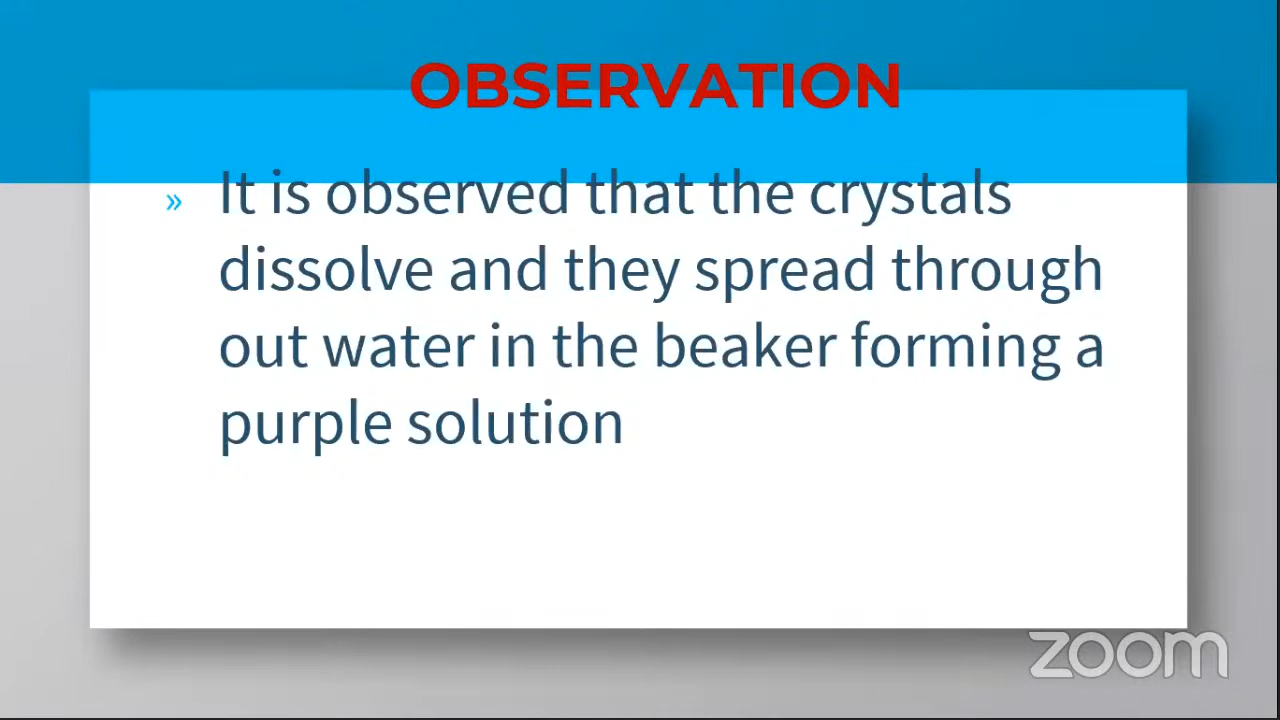 OBSERVATION
» It is observed that the crystals
dissolve and they spread through
out water in the beaker forming a
purple solution
zoom